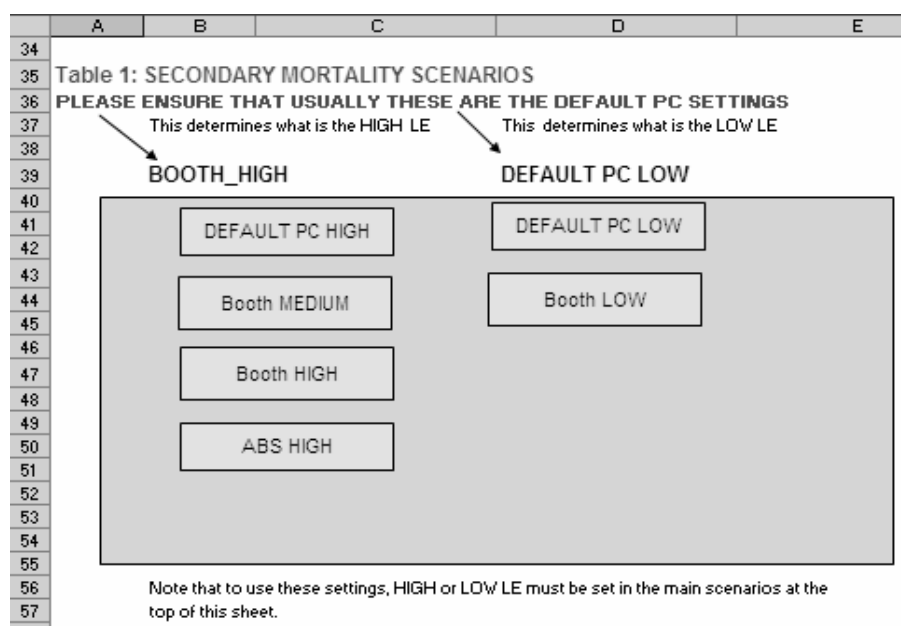 A B C D E
34
35 Table 1: SECONDARY MORTALITY SCENARIOS
36 PLEASE ENSURE THAT USUALLY THESE ARE THE DEFAULT PC SETTINGS
37 This determines what is the HIGH LE This determines what is the LOW LE
38
39 BOOTH_HIGH DEFAULT PC LOW
40
41 DEFAULT PC HIGH DEFAULT PC LOW
42
43
44 Booth MEDIUM Booth LOW
45
46
47 Booth HIGH
48
49
50 ABS HIGH
51
52
53
54
55
56 Note that to use these settings, HIGH or LOW LE must be set in the main scenarios at the
57 top of this sheet.